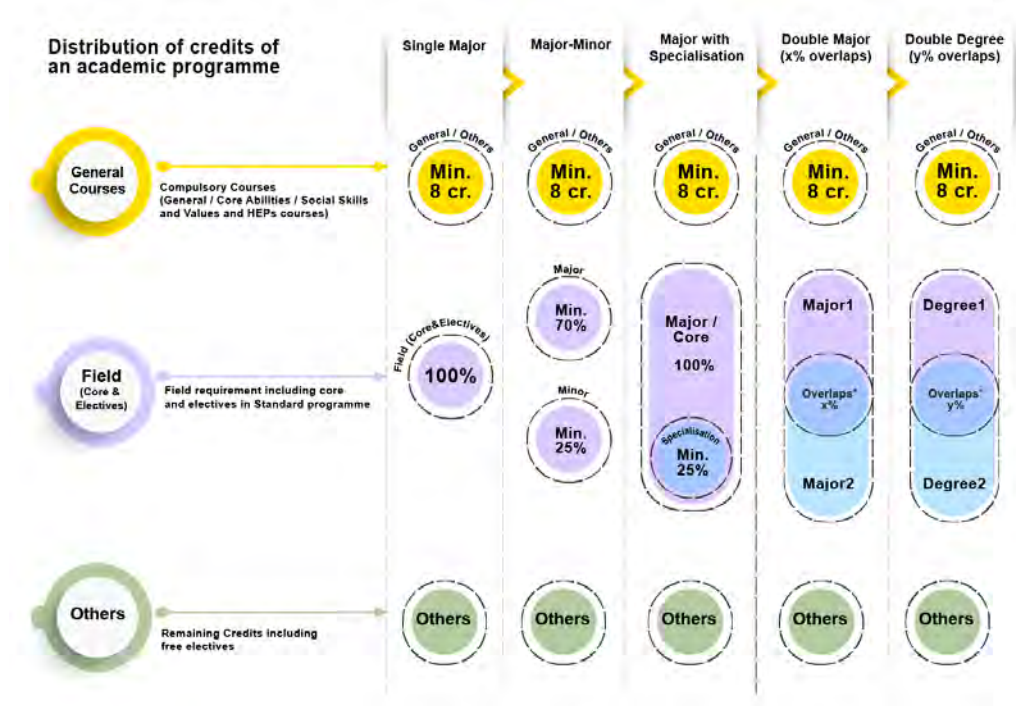 Distribution of credits of
an academic programme
Single Major
Major-Minor
Major with
Specialisation
Double Major
(x% overlaps)
Double Degree
(y% overlaps)
General
Courses
Compulsory Courses
(General / Core Abilities / Social Skills
and Values and HEPs courses)
General / Others
Min.
8 cr.
General / Others
Min.
8 cr.
General / Others
Min.
8 cr.
General / Others
Min.
8 cr.
General / Others
Min.
8 cr.
Field
(Core &
Electives)
Field requirement including core
and electives in Standard programme
Field (Core&Electives)
100%
Major
Min.
70%
Minor
Min.
25%
Major /
Core
100%
Specialisation
Min.
25%
Major1
Overlaps*
x%
Major2
Degree1
Overlaps
y%
Degree2
Others
Remaining Credits including
free electives
Others
Others
Others
Others
Others